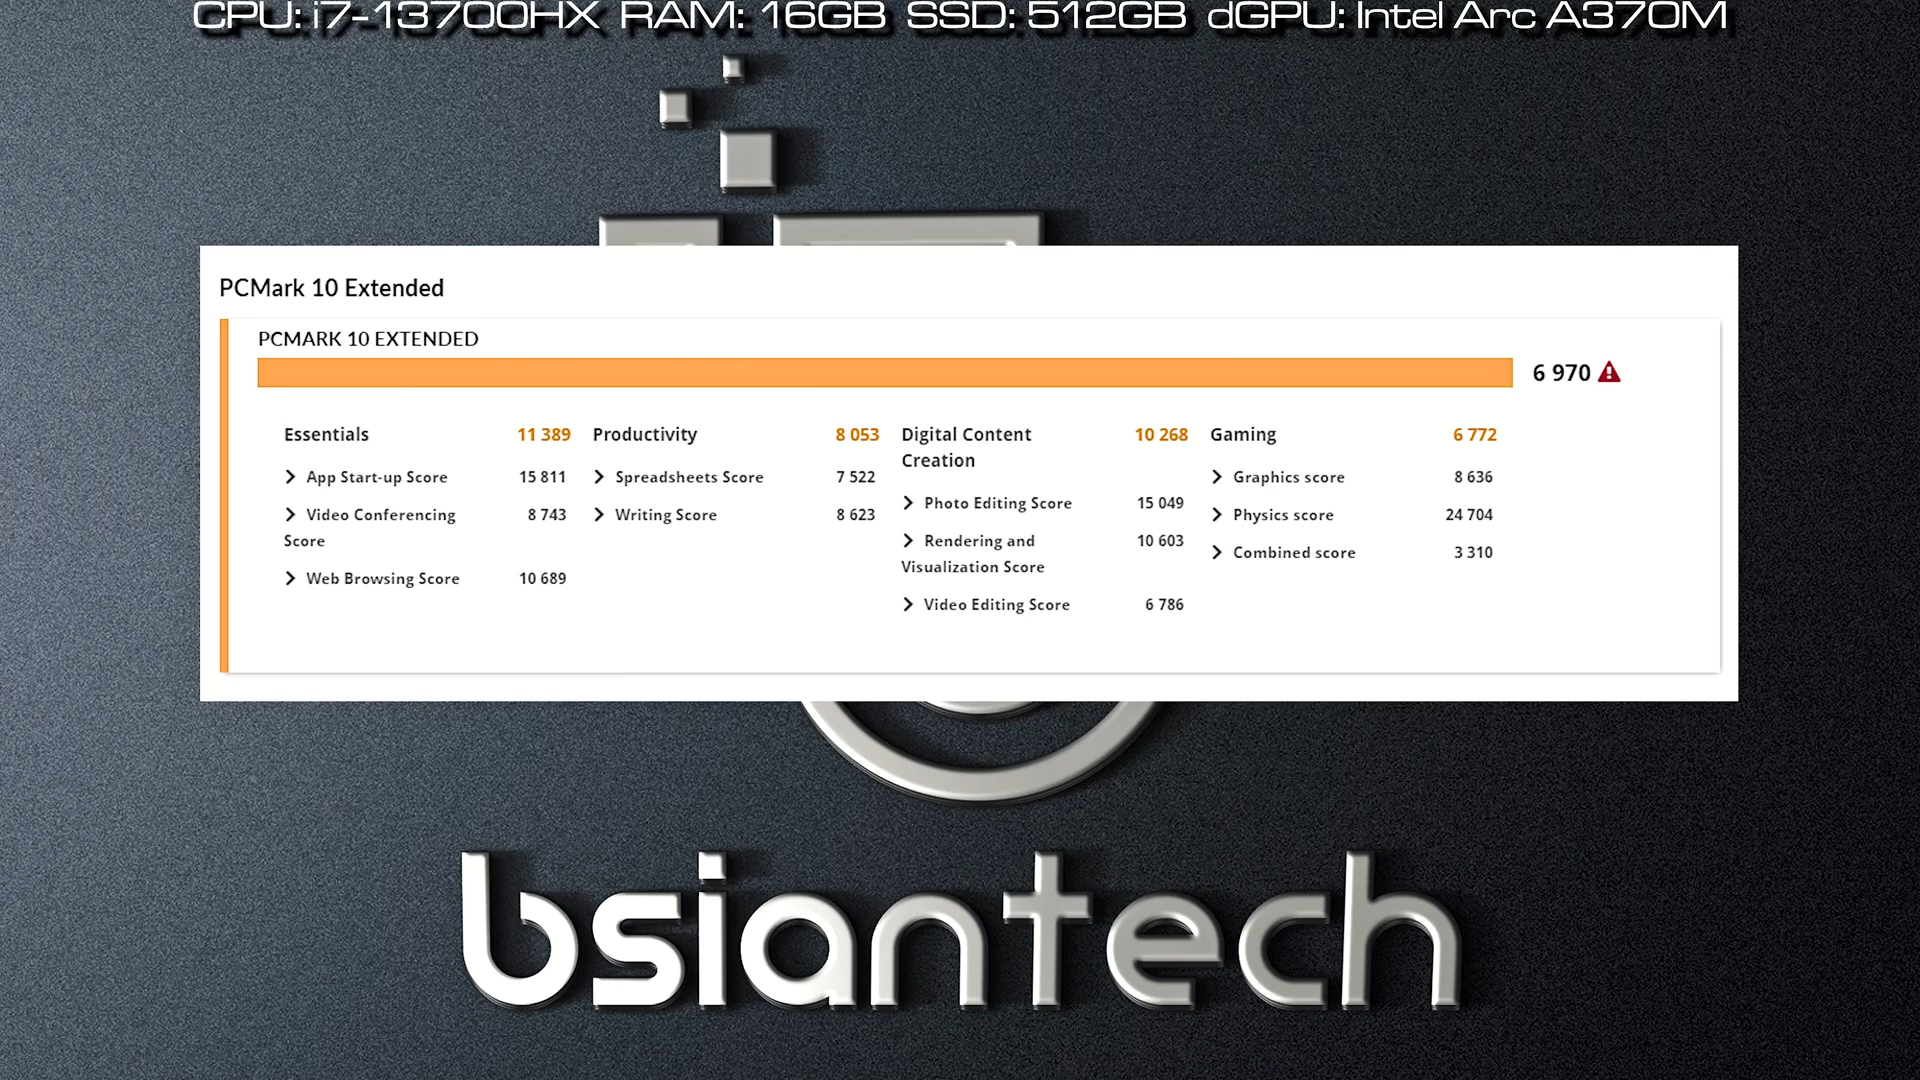 CPU: i7-13700HX RAM: 16GB SSD: 512GB dGPU: Intel Arc A370M
PCMark 10 Extended
PCMARK 10 EXTENDED
6 970
Essentials 11 389
App Start-up Score 15 811
Video Conferencing 8 743
Score
Web Browsing Score 10 689
Productivity 8 053
Spreadsheets Score 7 522
Writing Score 8 623
Digital Content 10 268
Creation
Photo Editing Score 15 049
Rendering and 10 603
Visualization Score
Video Editing Score 6 786
Gaming 6 772
Graphics score 8 636
Physics score 24 704
Combined score 3 310
bsiantech